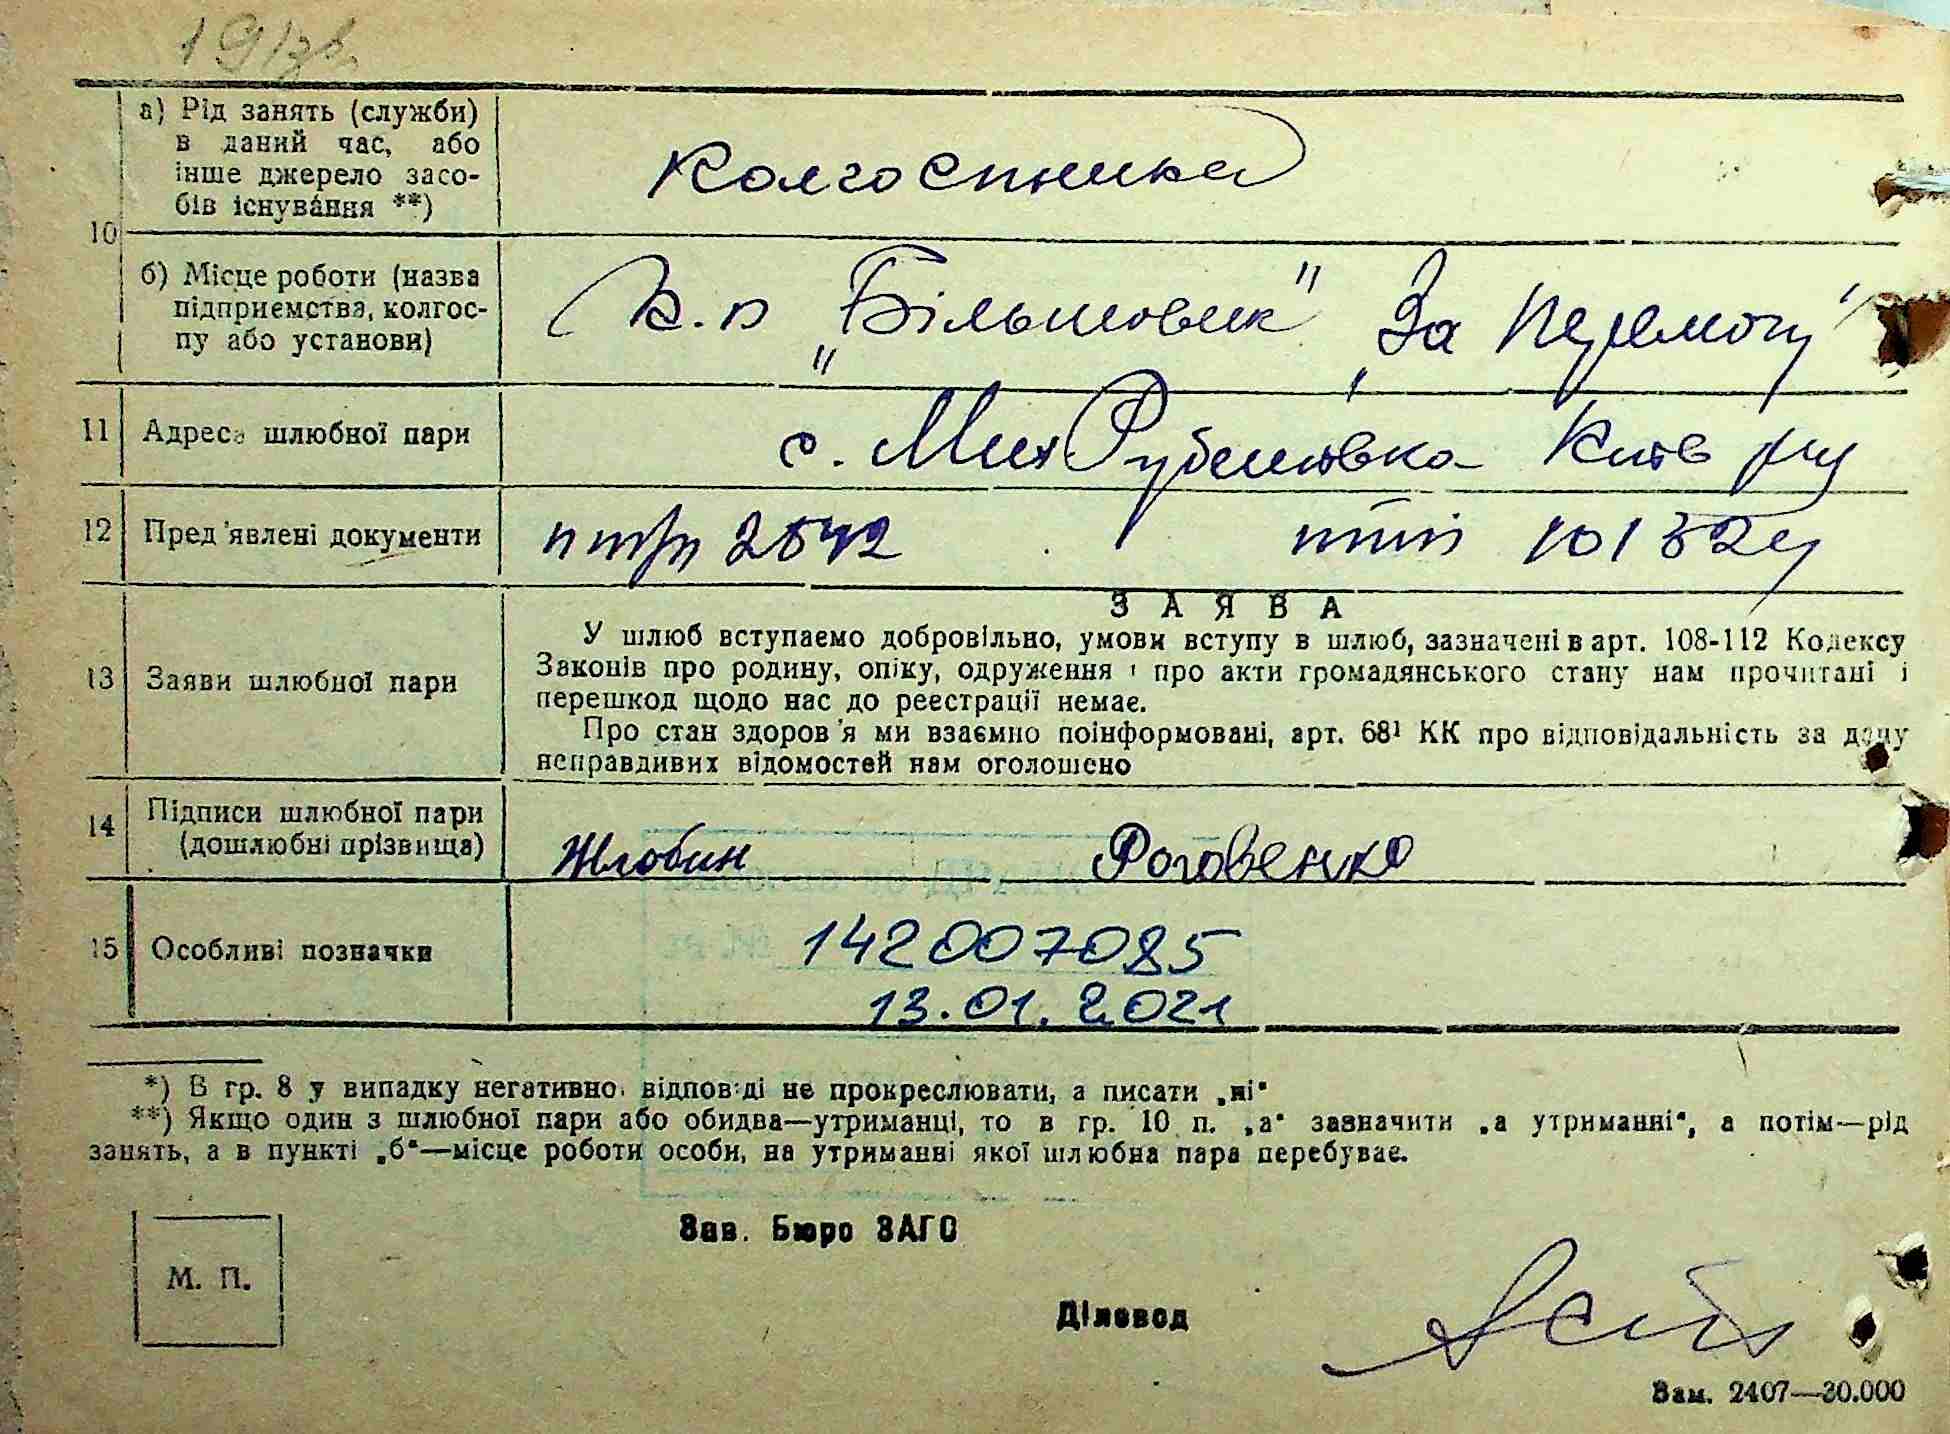 10
а) Рід занять (служби)
в даний час, або
інше джерело засо-
бів існування **)
Колгоспника
б) Місце роботи (назва
підприємства, колгос-
пу або установи)
„Більшовик" „За Перемогу"
11 Адреса шлюбної пари
с. Мих Рубежівка
12 Пред'явлені документи
2542
13 Заяви шлюбної пари
ЗАЯВА
У шлюб вступаємо добровільно, умови вступу в шлюб, зазначені в арт. 108-112 Кодексу
Законів про родину, опіку, одруження і про акти громадянського стану нам прочитані і
перешкод щодо нас до реестрації немає.
Про стан здоров'я ми взаємно поінформовані, арт. 68¹ КК про відповідальність за дачу
неправдивих відомостей нам оголошено
14 Підписи шлюбної пари
(дошлюбні прізвища)
Жлобин Роговенко
15 Особливі позначки
142007085
13.01.2021
*) В гр. 8 у випадку негативно відповіді не прокреслювати, а писати „ні"
**) Якщо один з шлюбної пари або обидва—утриманці, то в гр. 10 п. „а" зазначити „а утриманні", а потім—рід
занять, а в пункті „б"—місце роботи особи, на утриманні якої шлюбна пара перебуває.
Зав. Бюро ЗАГС
М. П.
Діловод
Зам. 2407—30.000